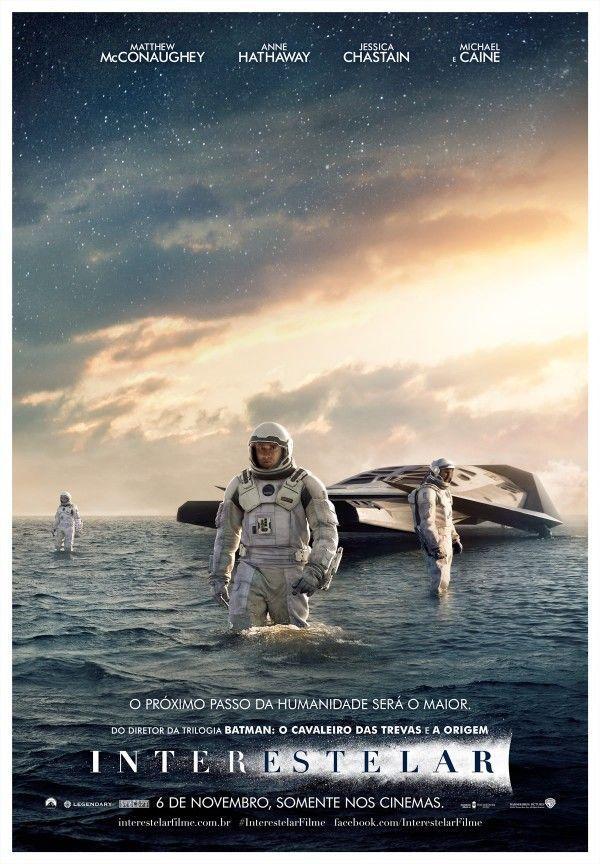 MATTHEW McCONAUGHEY ANNE HATHAWAY JESSICA CHASTAIN E MICHAEL CAINE
O PRÓXIMO PASSO DA HUMANIDADE SERÁ O MAIOR.
DO DIRETOR DA TRILOGIA BATMAN: O CAVALEIRO DAS TREVAS E A ORIGEM
INTERESTELAR
LEGENDARY 6 DE NOVEMBRO, SOMENTE NOS CINEMAS.
interestelarfilme.com.br #InterestelarFilme facebook.com/InterestelarFilme